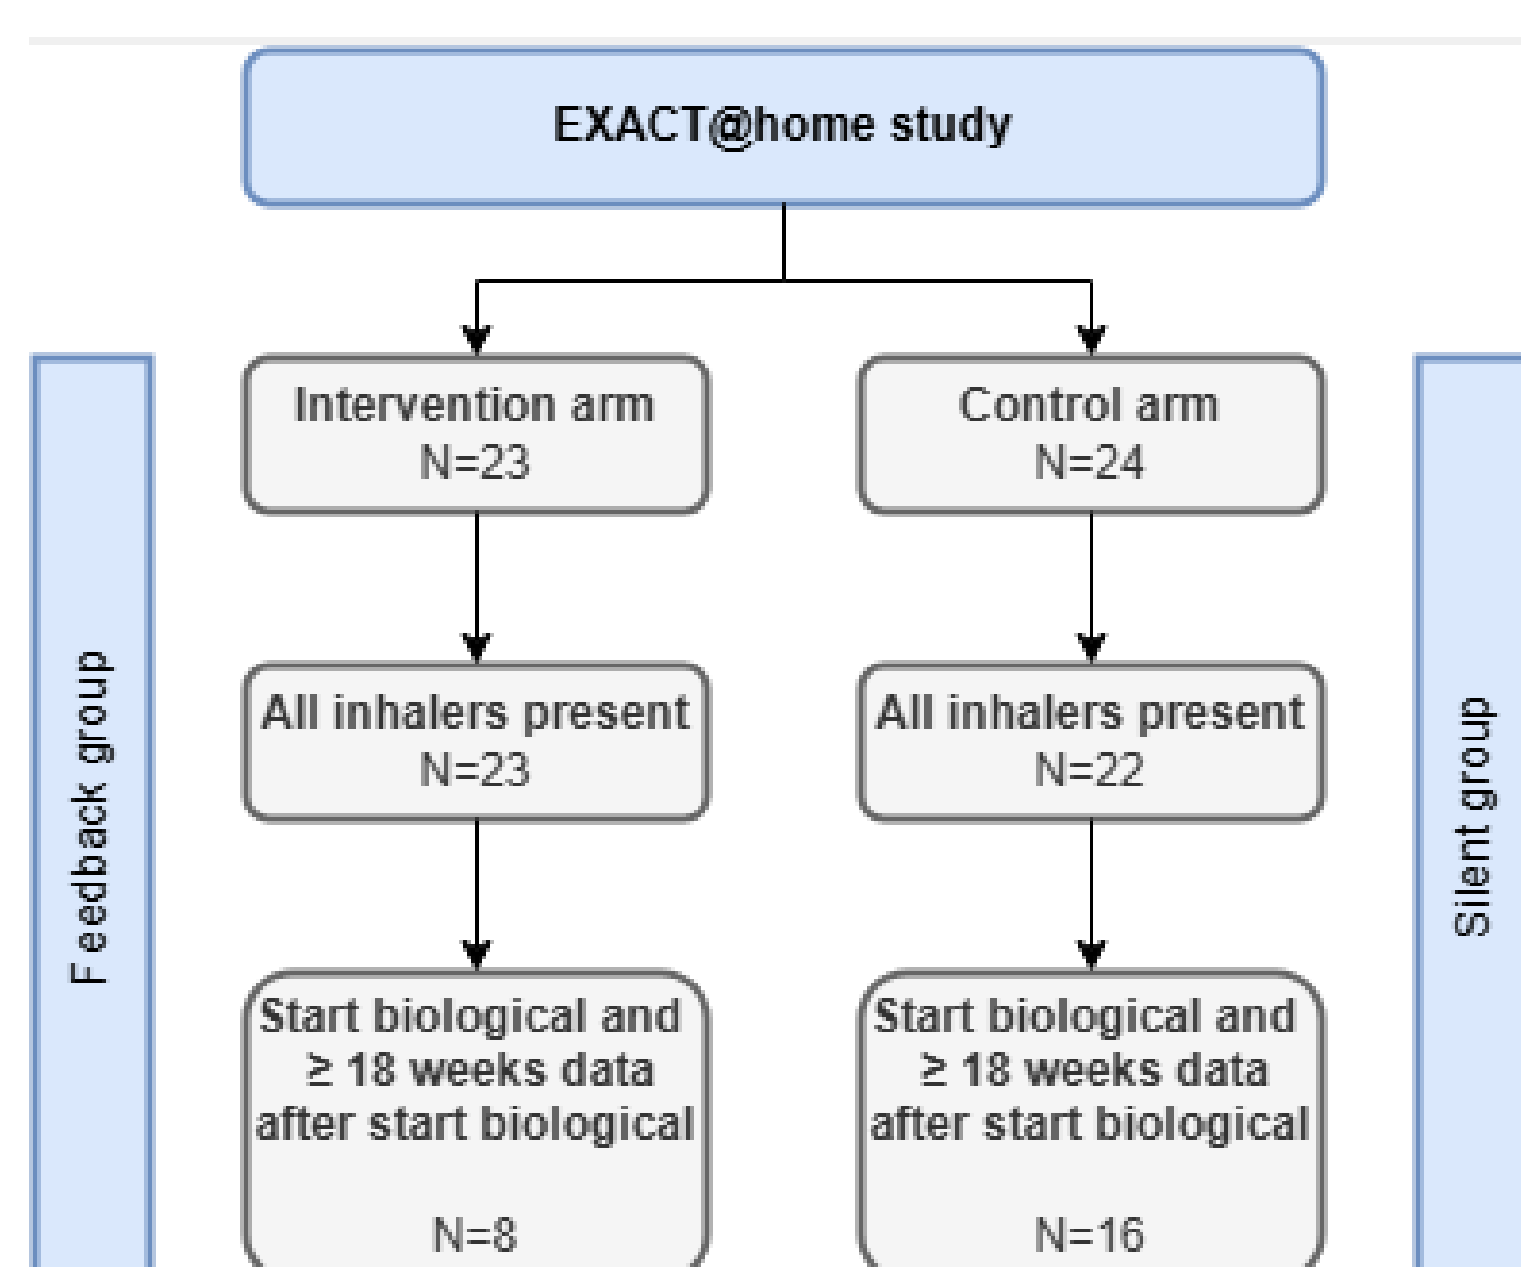 EXACT@home study
Feedback group
Intervention arm
N=23
Control arm
N=24
All inhalers present
N=23
All inhalers present
N=22
Start biological and
≥ 18 weeks data
after start biological
N=8
Start biological and
≥ 18 weeks data
after start biological
N=16
Silent group